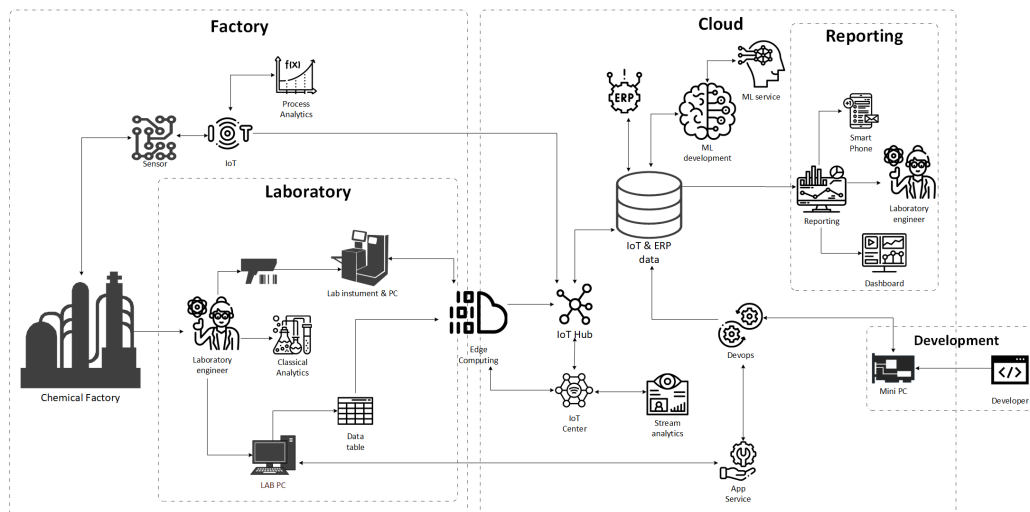 Factory
Cloud
Reporting
f(X)
Process
Analytics
ERP
ML service
ML
development
Smart
Phone
Sensor
IOT
IoT
Laboratory
Reporting
Laboratory
engineer
IoT & ERP
data
Dashboard
Lab instument & PC
Laboratory
engineer
Classical
Analytics
Edge
Computing
IoT Hub
Devops
Development
Chemical Factory
Mini PC
</>
Developer
Data
table
IoT
Center
Stream
analytics
LAB PC
App
Service